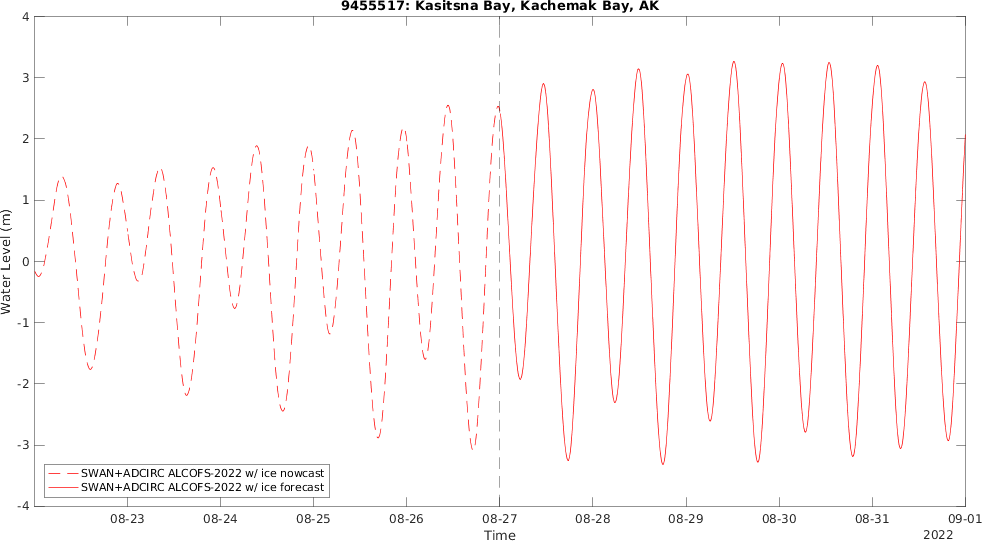 9455517: Kasitsna Bay, Kachemak Bay, AK
4
3
2
1
0
-1
-2
-3
-4
Water Level (m)
SWAN+ADCIRC ALCOFS-2022 w/ ice nowcast
SWAN+ADCIRC ALCOFS-2022 w/ ice forecast
08-23 08-24 08-25 08-26 08-27 08-28 08-29 08-30 08-31 09-01
Time
2022